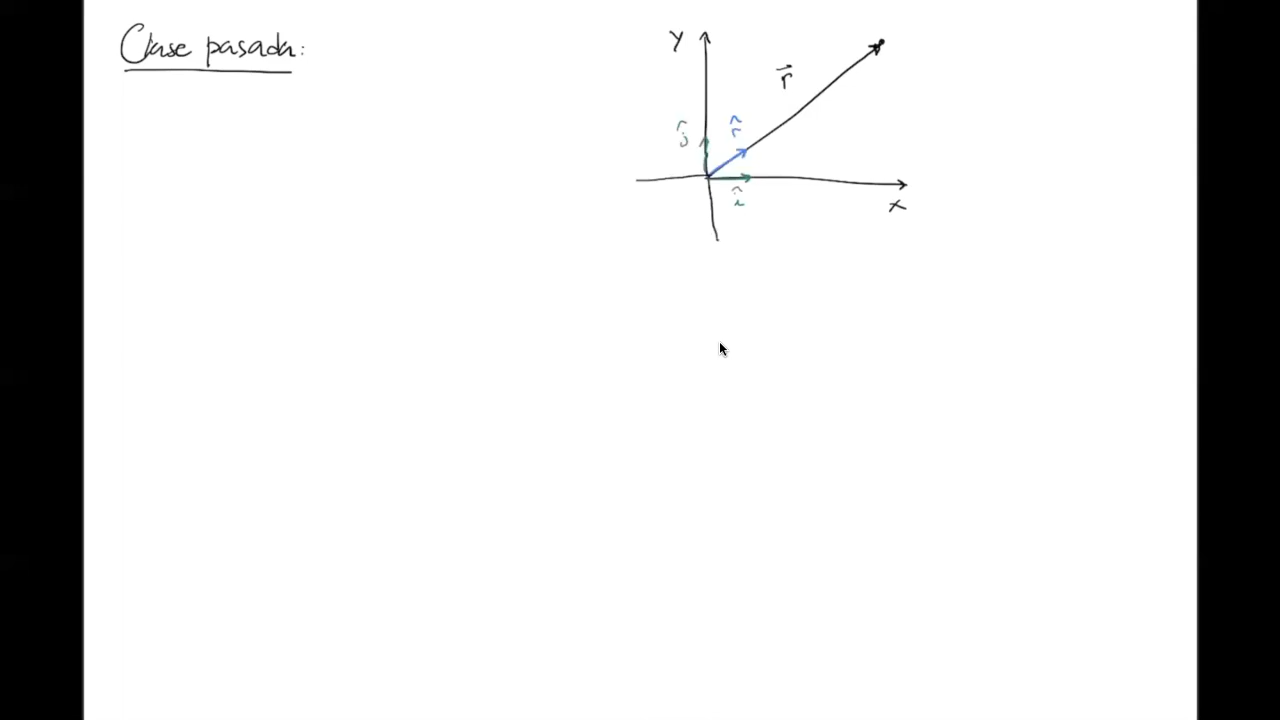 Clase pasada:
y
r⃗
r̂
ĵ
î
x